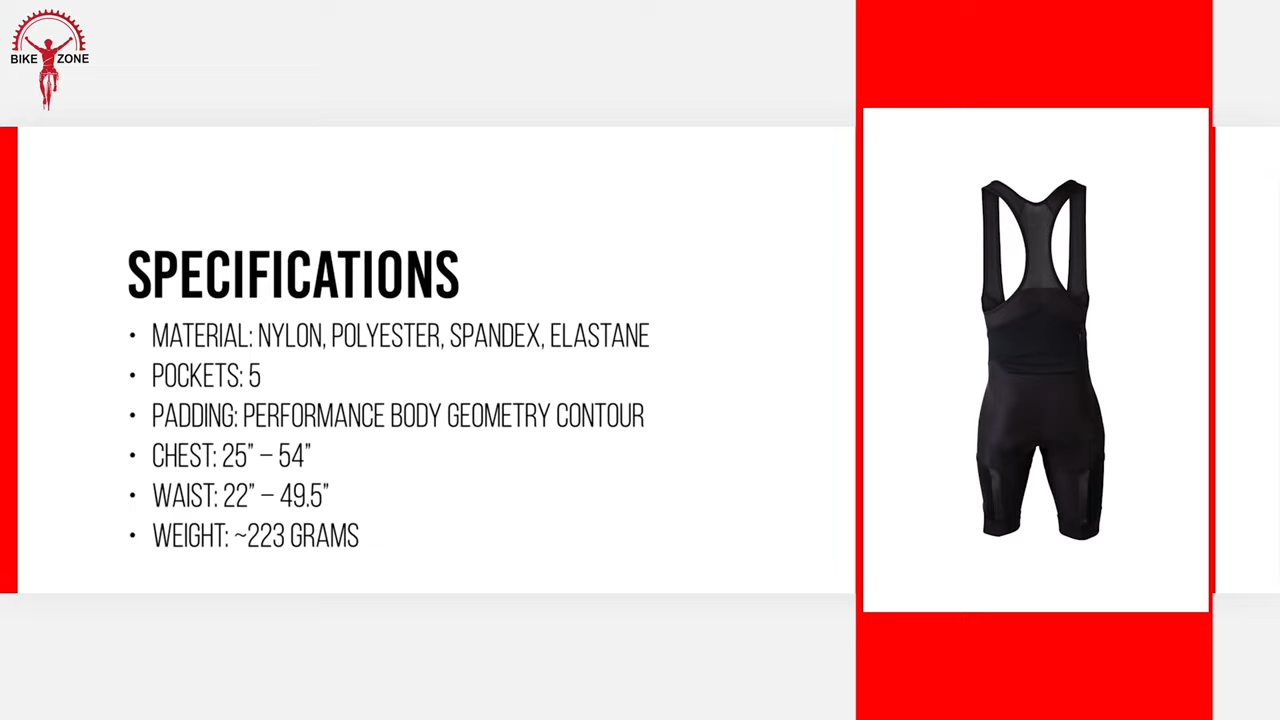 BIKE ZONE
SPECIFICATIONS
• MATERIAL: NYLON, POLYESTER, SPANDEX, ELASTANE
• POCKETS: 5
• PADDING: PERFORMANCE BODY GEOMETRY CONTOUR
• CHEST: 25” – 54”
• WAIST: 22” – 49.5”
• WEIGHT: ~223 GRAMS